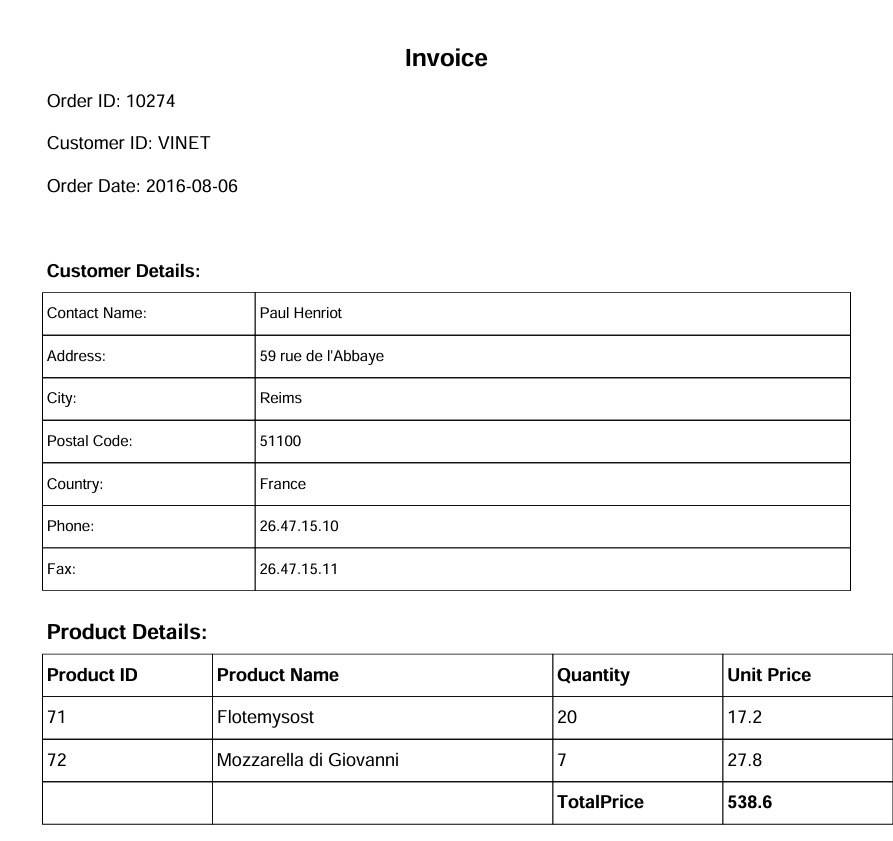 Invoice
Order ID: 10274
Customer ID: VINET
Order Date: 2016-08-06
Customer Details:
Contact Name: Paul Henriot
Address: 59 rue de l'Abbaye
City: Reims
Postal Code: 51100
Country: France
Phone: 26.47.15.10
Fax: 26.47.15.11
Product Details:
Product ID Product Name Quantity Unit Price
71 Flotemysost 20 17.2
72 Mozzarella di Giovanni 7 27.8
TotalPrice 538.6